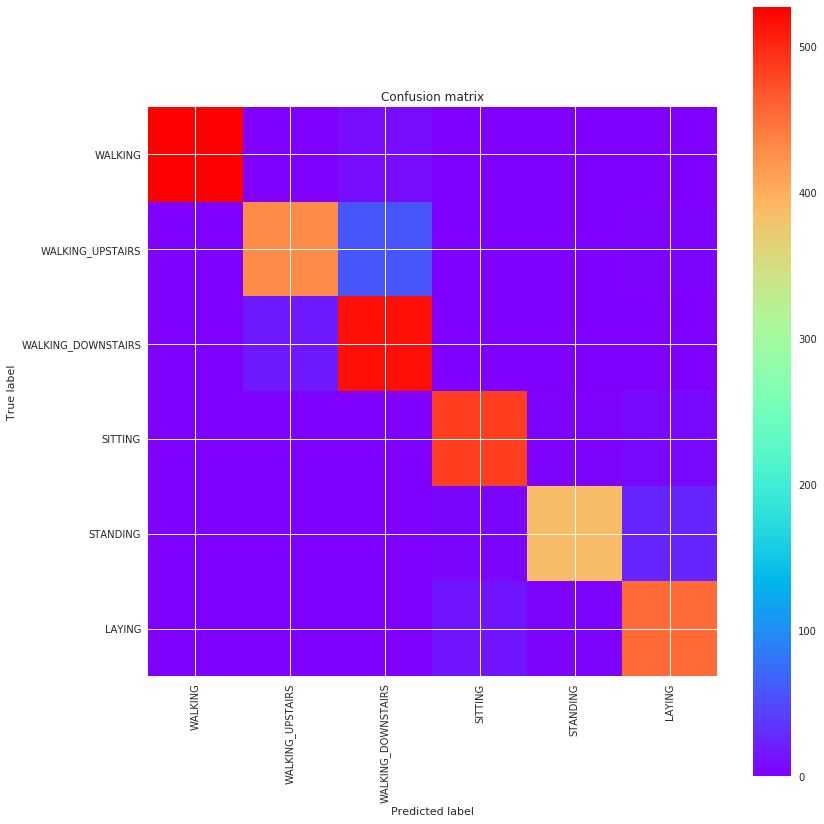 Confusion matrix
True label
WALKING
WALKING_UPSTAIRS
WALKING_DOWNSTAIRS
SITTING
STANDING
LAYING
WALKING
WALKING_UPSTAIRS
WALKING_DOWNSTAIRS
SITTING
STANDING
LAYING
Predicted label
500
400
300
200
100
0